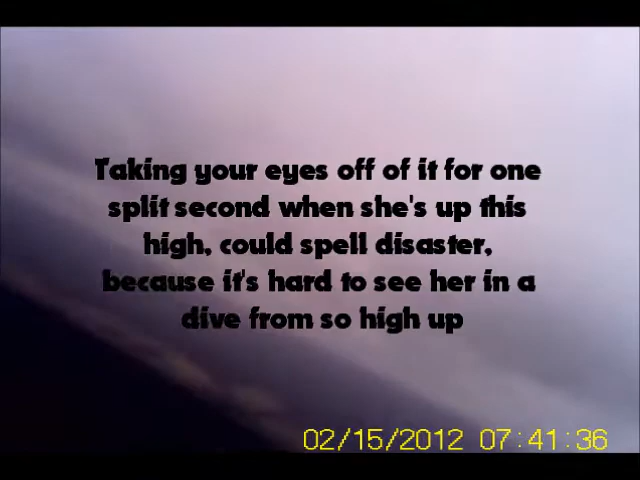 Taking your eyes off of it for one
split second when she's up this
high, could spell disaster,
because it's hard to see her in a
dive from so high up
02/15/2012 07:41:36